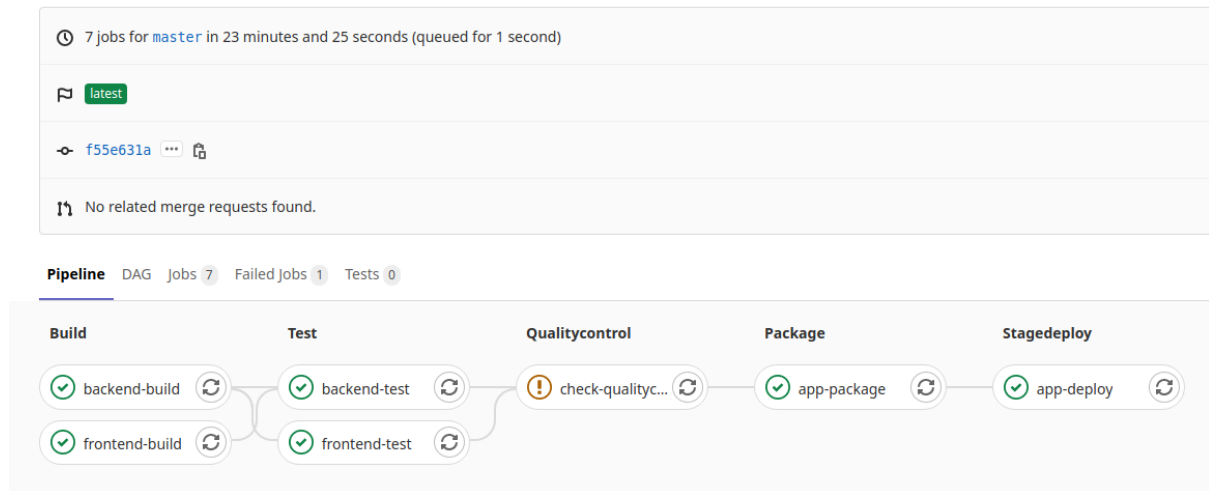 7 jobs for master in 23 minutes and 25 seconds (queued for 1 second)
latest
f55e631a
No related merge requests found.
Pipeline DAG Jobs 7 Failed Jobs 1 Tests 0
Build Test Qualitycontrol Package Stagedeploy
backend-build backend-test check-qualityc... app-package app-deploy
frontend-build frontend-test